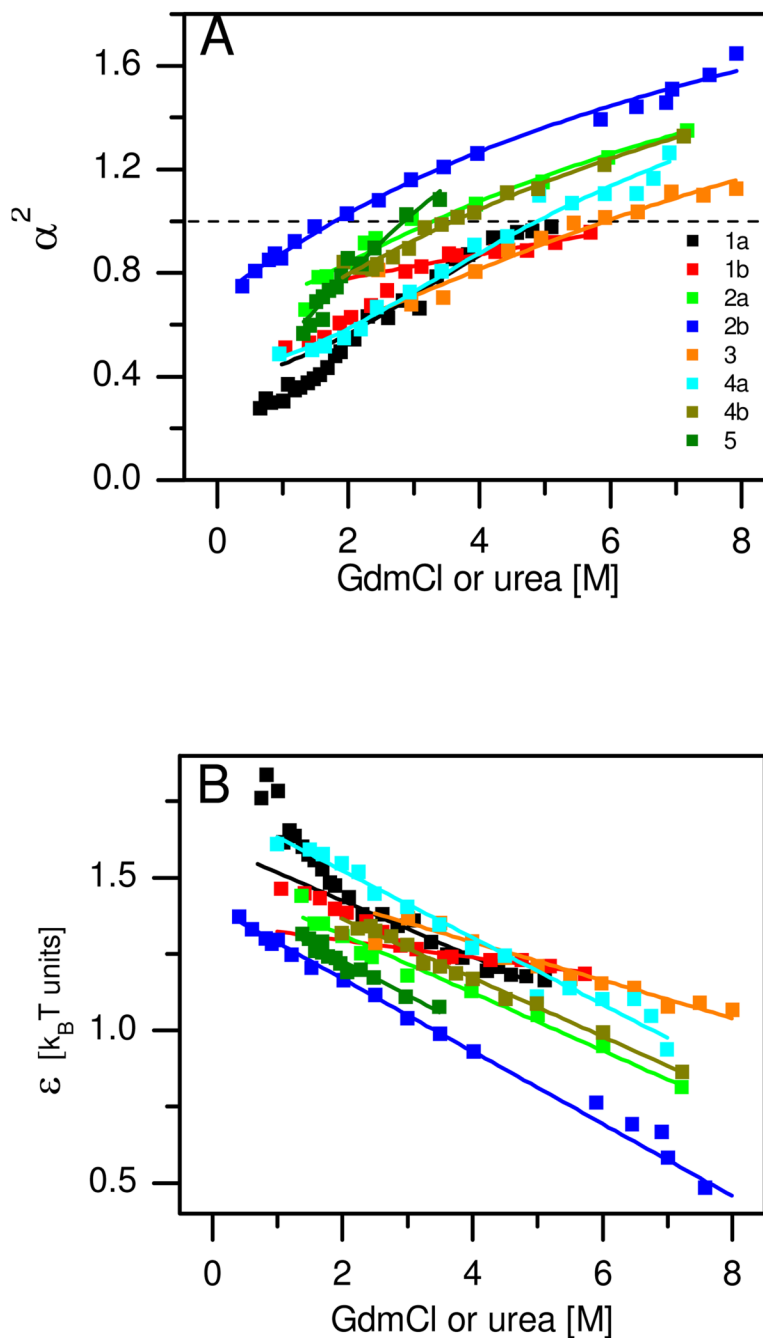 A
α²
1.6
1.2
0.8
0.4
0.0
1a
1b
2a
2b
3
4a
4b
5
0 2 4 6 8
GdmCl or urea [M]
B
ε [k_BT units]
1.5
1.0
0.5
0 2 4 6 8
GdmCl or urea [M]